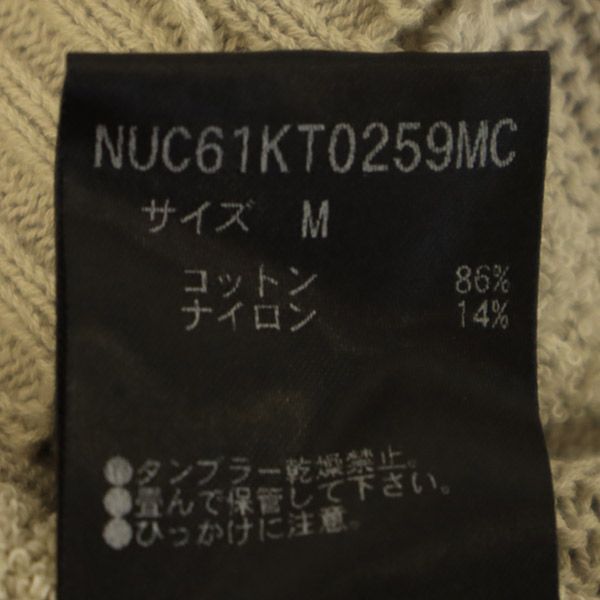 NUC61KT0259MC
サイズ M
コットン 86%
ナイロン 14%
●タンブラー乾燥禁止。
●畳んで保管して下さい。
●ひっかけに注意。